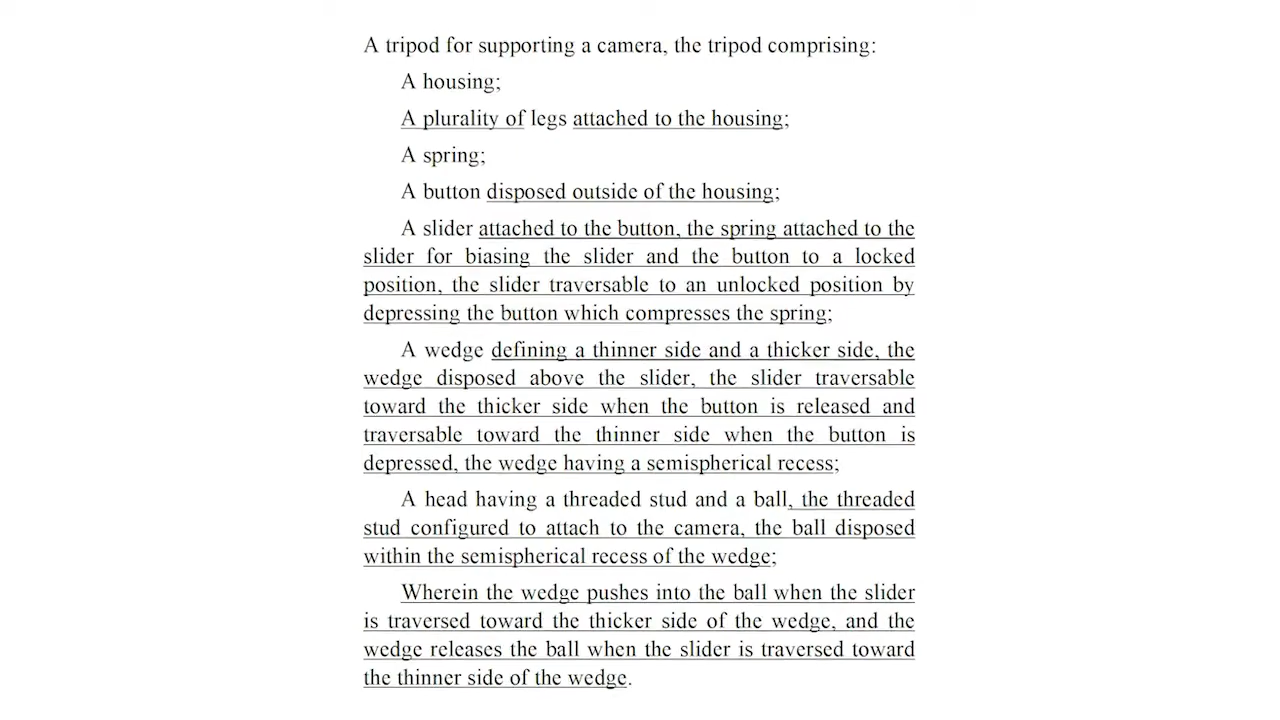 A tripod for supporting a camera, the tripod comprising:
A housing;
A plurality of legs attached to the housing;
A spring;
A button disposed outside of the housing;
A slider attached to the button, the spring attached to the
slider for biasing the slider and the button to a locked
position, the slider traversable to an unlocked position by
depressing the button which compresses the spring;
A wedge defining a thinner side and a thicker side, the
wedge disposed above the slider, the slider traversable
toward the thicker side when the button is released and
traversable toward the thinner side when the button is
depressed, the wedge having a semispherical recess;
A head having a threaded stud and a ball, the threaded
stud configured to attach to the camera, the ball disposed
within the semispherical recess of the wedge;
Wherein the wedge pushes into the ball when the slider
is traversed toward the thicker side of the wedge, and the
wedge releases the ball when the slider is traversed toward
the thinner side of the wedge.